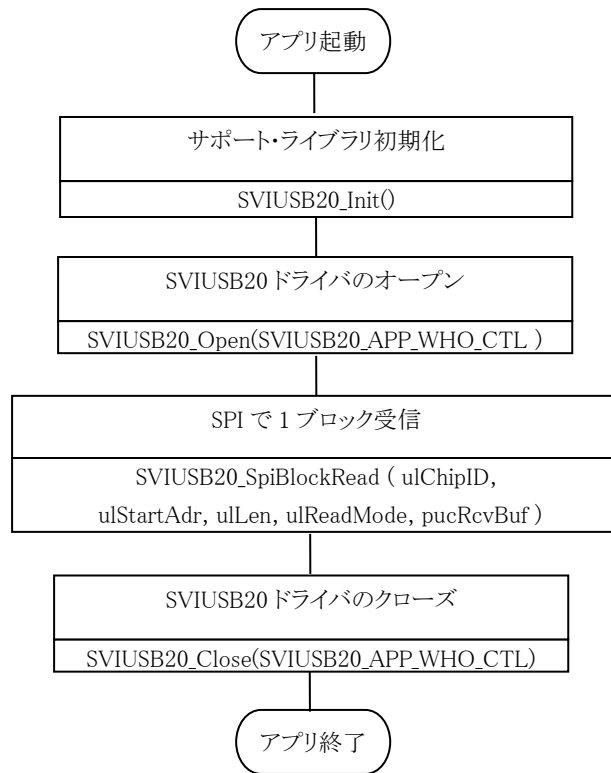 アプリ起動
サポート・ライブラリ初期化
SVIUSB20_Init()
SVIUSB20 ドライバのオープン
SVIUSB20_Open(SVIUSB20_APP_WHO_CTL )
SPI で 1 ブロック受信
SVIUSB20_SpiBlockRead ( ulChipID,
ulStartAdr, ulLen, ulReadMode, pucRcvBuf )
SVIUSB20 ドライバのクローズ
SVIUSB20_Close(SVIUSB20_APP_WHO_CTL)
アプリ終了